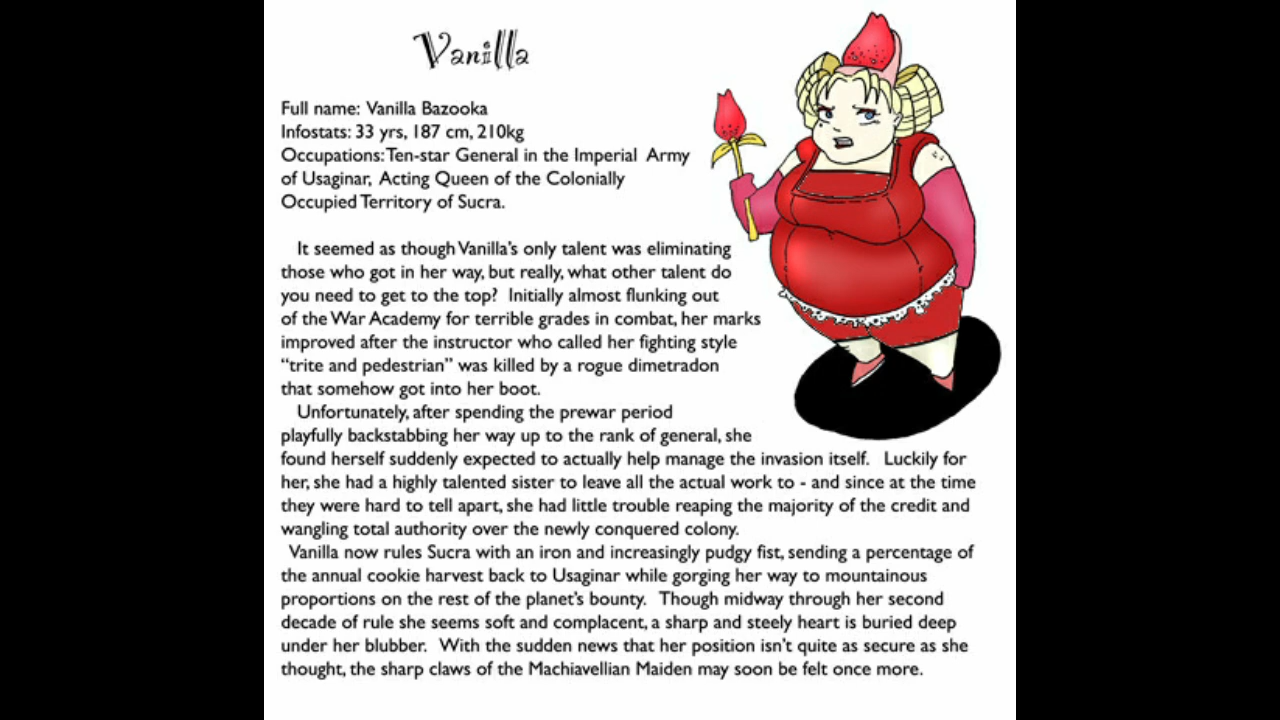 Vanilla
Full name: Vanilla Bazooka
Infostats: 33 yrs, 187 cm, 210kg
Occupations: Ten-star General in the Imperial Army
of Usaginar, Acting Queen of the Colonially
Occupied Territory of Sucra.
It seemed as though Vanilla's only talent was eliminating
those who got in her way, but really, what other talent do
you need to get to the top? Initially almost flunking out
of the War Academy for terrible grades in combat, her marks
improved after the instructor who called her fighting style
“trite and pedestrian” was killed by a rogue dimetradon
that somehow got into her boot.
Unfortunately, after spending the prewar period
playfully backstabbing her way up to the rank of general, she
found herself suddenly expected to actually help manage the invasion itself. Luckily for
her, she had a highly talented sister to leave all the actual work to - and since at the time
they were hard to tell apart, she had little trouble reaping the majority of the credit and
wangling total authority over the newly conquered colony.
Vanilla now rules Sucra with an iron and increasingly pudgy fist, sending a percentage of
the annual cookie harvest back to Usaginar while gorging her way to mountainous
proportions on the rest of the planet's bounty. Though midway through her second
decade of rule she seems soft and complacent, a sharp and steely heart is buried deep
under her blubber. With the sudden news that her position isn't quite as secure as she
thought, the sharp claws of the Machiavellian Maiden may soon be felt once more.